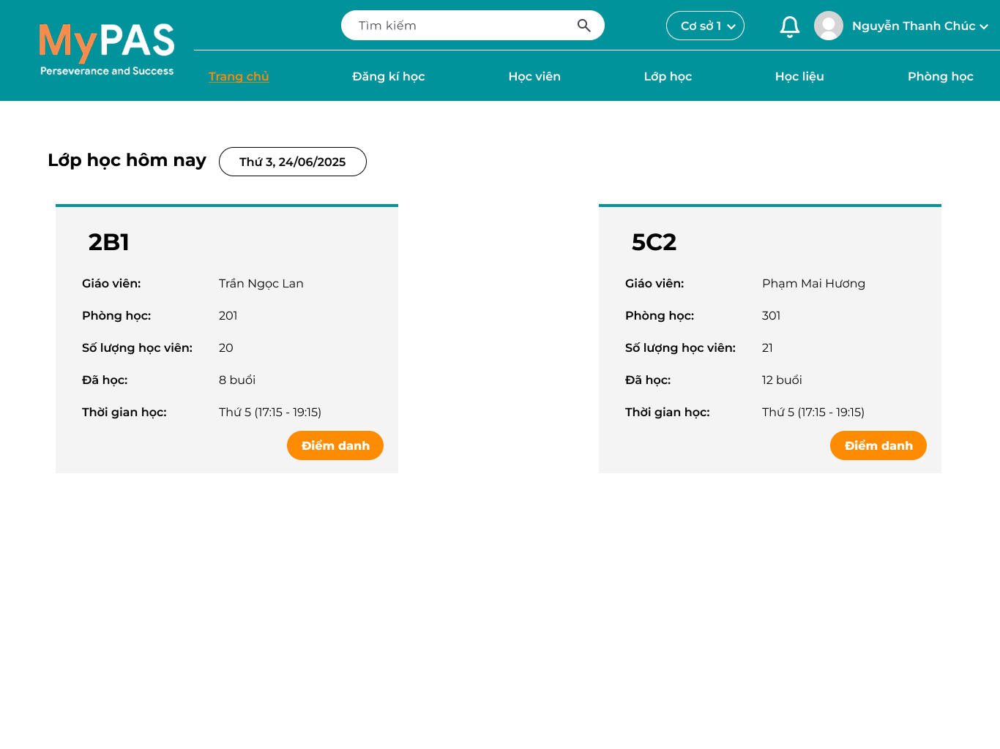 MyPAS
Perseverance and Success
Tìm kiếm
Cơ sở 1
Nguyễn Thanh Chúc
Trang chủ
Đăng kí học
Học viên
Lớp học
Học liệu
Phòng học
Lớp học hôm nay
Thứ 3, 24/06/2025
2B1
Giáo viên: Trần Ngọc Lan
Phòng học: 201
Số lượng học viên: 20
Đã học: 8 buổi
Thời gian học: Thứ 5 (17:15 - 19:15)
Điểm danh
5C2
Giáo viên: Phạm Mai Hương
Phòng học: 301
Số lượng học viên: 21
Đã học: 12 buổi
Thời gian học: Thứ 5 (17:15 - 19:15)
Điểm danh